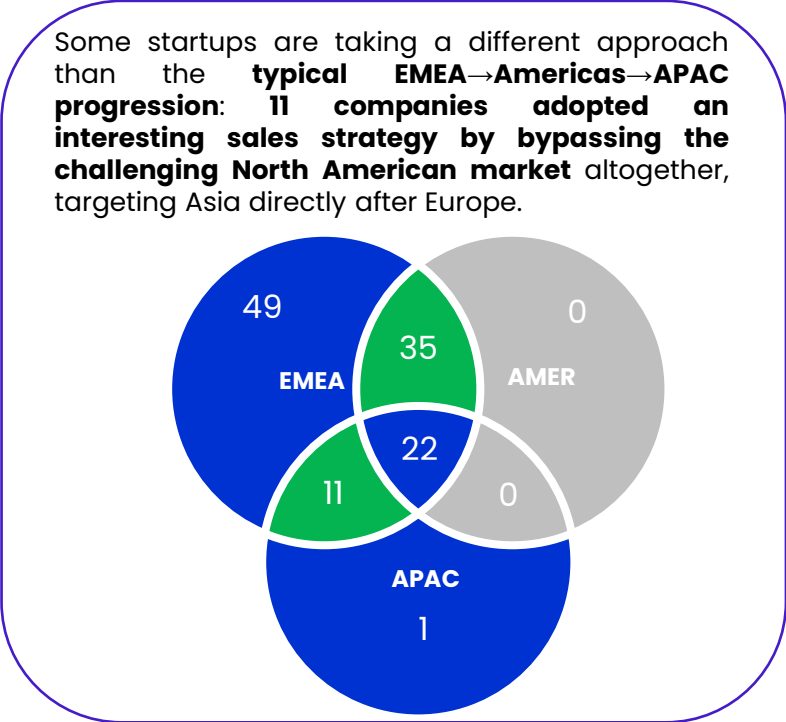 Some startups are taking a different approach
than the typical EMEA→Americas→APAC
progression: 11 companies adopted an
interesting sales strategy by bypassing the
challenging North American market altogether,
targeting Asia directly after Europe.
49
0
35
EMEA
AMER
22
11
0
APAC
1